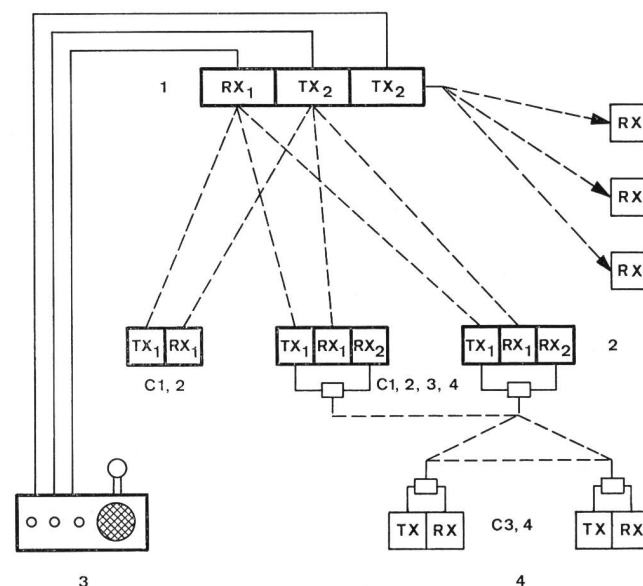 1 RX1 TX2 TX2
RX
RX
RX
TX1 RX1 TX1 RX1 RX2 TX1 RX1 RX2 2
C1, 2 C1, 2, 3, 4
TX RX C3, 4 TX RX
3 4